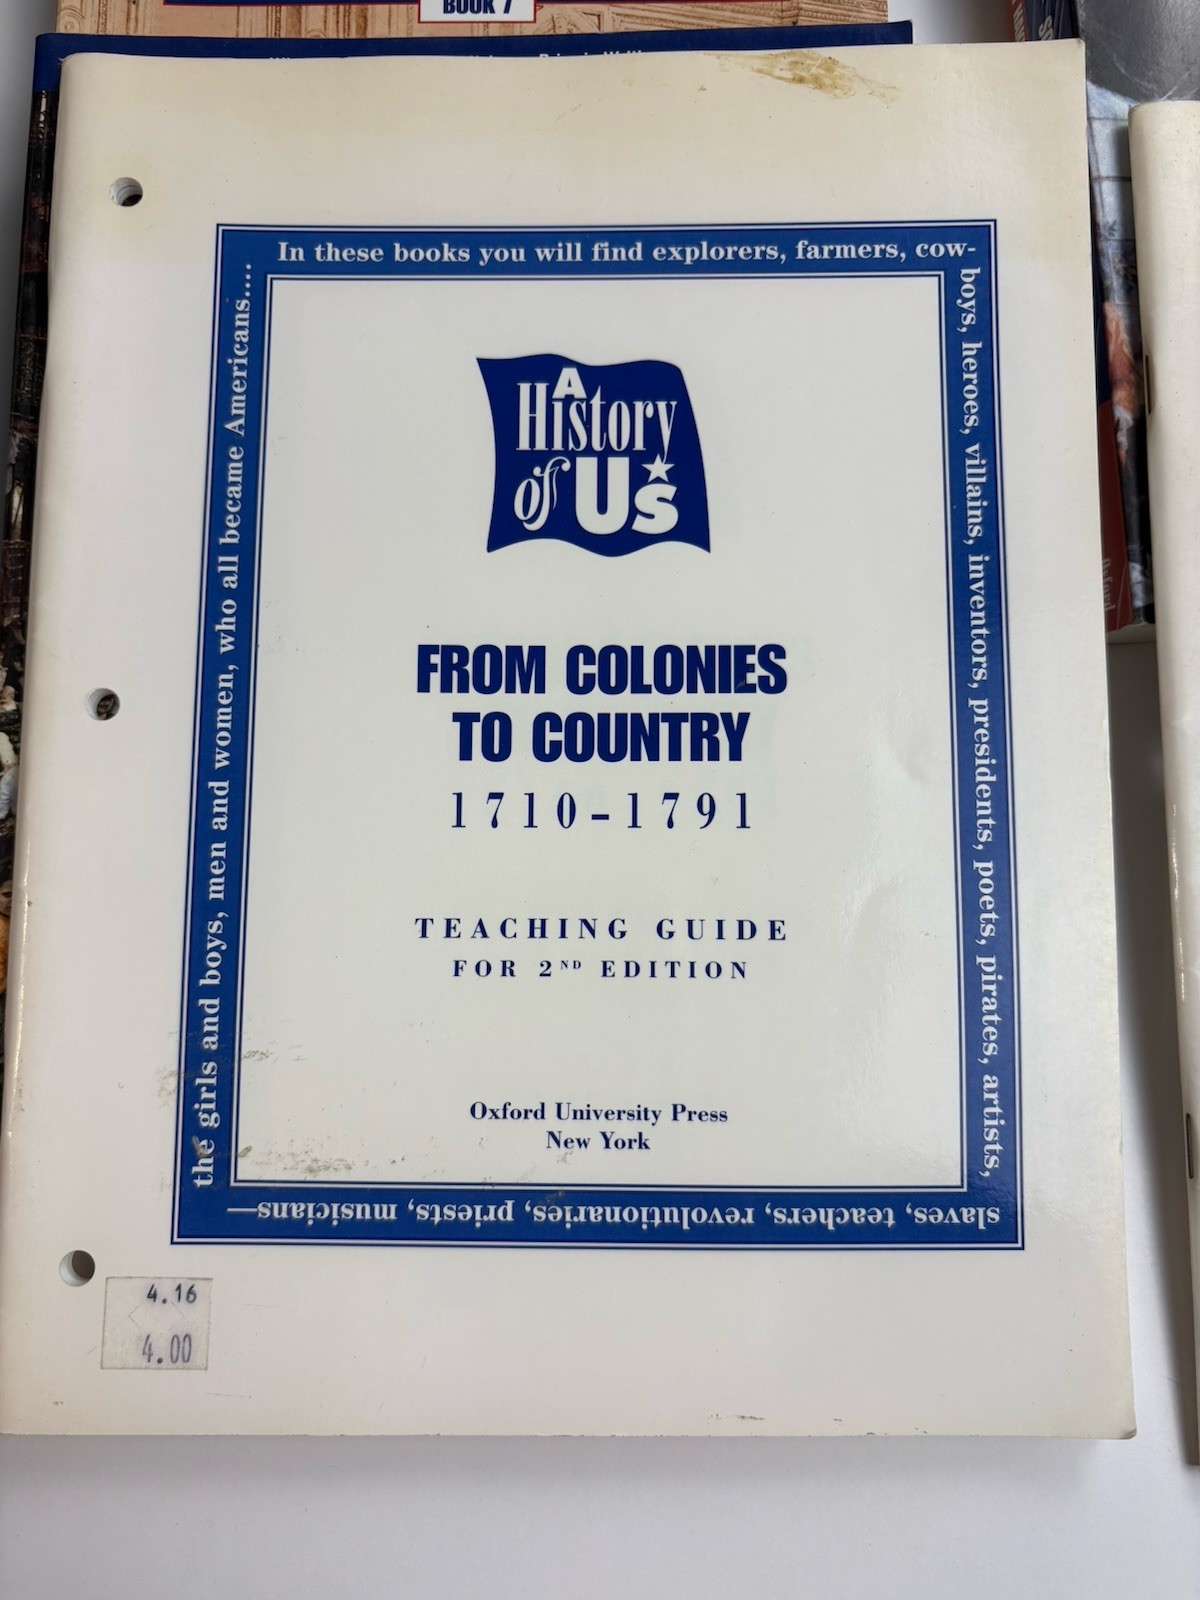 BOOK 7
In these books you will find explorers, farmers, cow-
boys, heroes, villains, inventors, presidents, poets, pirates, artists,
slaves, teachers, revolutionaries, priests, musicians—
the girls and boys, men and women, who all became Americans....
A
History
of US
FROM COLONIES
TO COUNTRY
1710-1791
TEACHING GUIDE
FOR 2ND EDITION
Oxford University Press
New York
4.16
4.00
Oxford